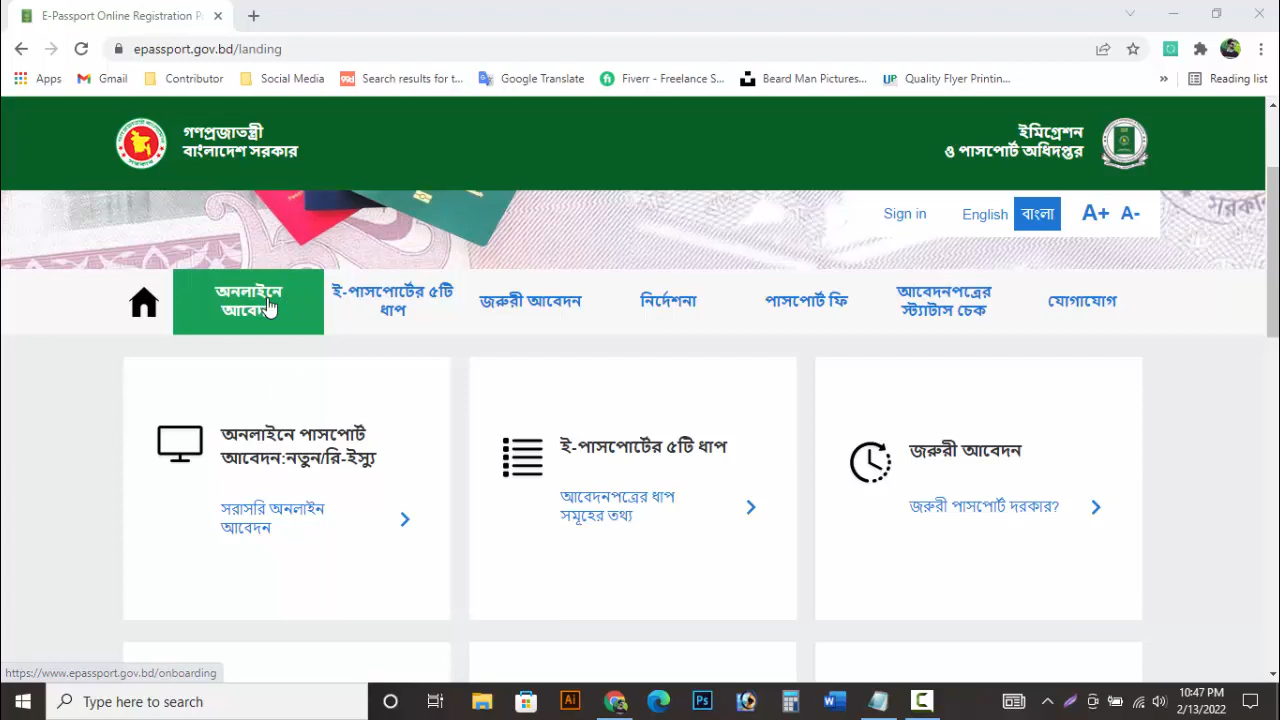 E-Passport Online Registration P
epassport.gov.bd/landing
Apps
Gmail
Contributor
Social Media
Search results for t...
Google Translate
Fiverr - Freelance S...
Beard Man Pictures...
UP
Quality Flyer Printin...
»
Reading list
গণপ্রজাতন্ত্রী
বাংলাদেশ সরকার
ইমিগ্রেশন
ও পাসপোর্ট অধিদপ্তর
Sign in
English
বাংলা
A+
A-
অনলাইনে
আবেদন
ই-পাসপোর্টের ৫টি
ধাপ
জরুরী আবেদন
নির্দেশনা
পাসপোর্ট ফি
আবেদনপত্রের
স্ট্যাটাস চেক
যোগাযোগ
অনলাইনে পাসপোর্ট
আবেদন:নতুন/রি-ইস্যু
সরাসরি অনলাইন
আবেদন
ই-পাসপোর্টের ৫টি ধাপ
আবেদনপত্রের ধাপ
সমূহের তথ্য
জরুরী আবেদন
জরুরী পাসপোর্ট দরকার?
https://www.epassport.gov.bd/onboarding
Type here to search
Ai
Ps
10:47 PM
2/13/2022